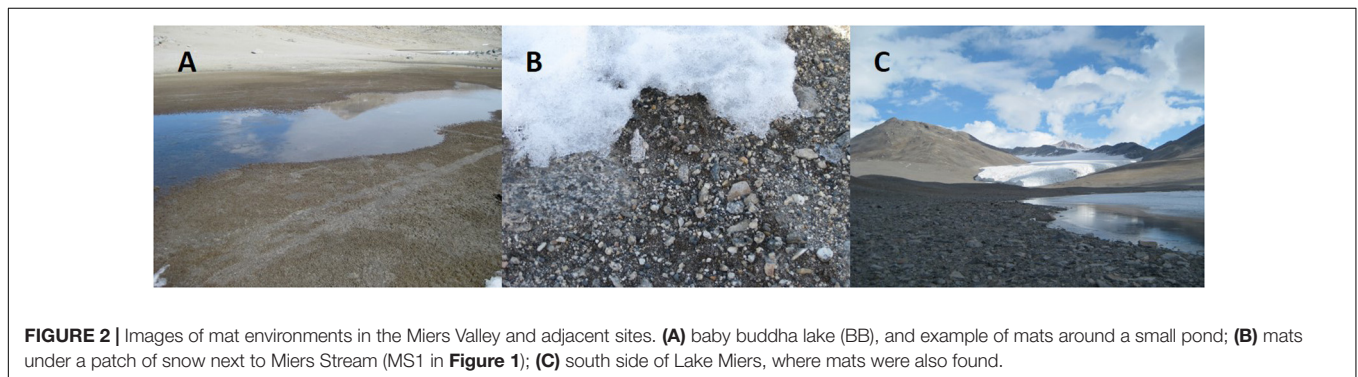 A
B
C
FIGURE 2 | Images of mat environments in the Miers Valley and adjacent sites. (A) baby buddha lake (BB), and example of mats around a small pond; (B) mats
under a patch of snow next to Miers Stream (MS1 in Figure 1); (C) south side of Lake Miers, where mats were also found.